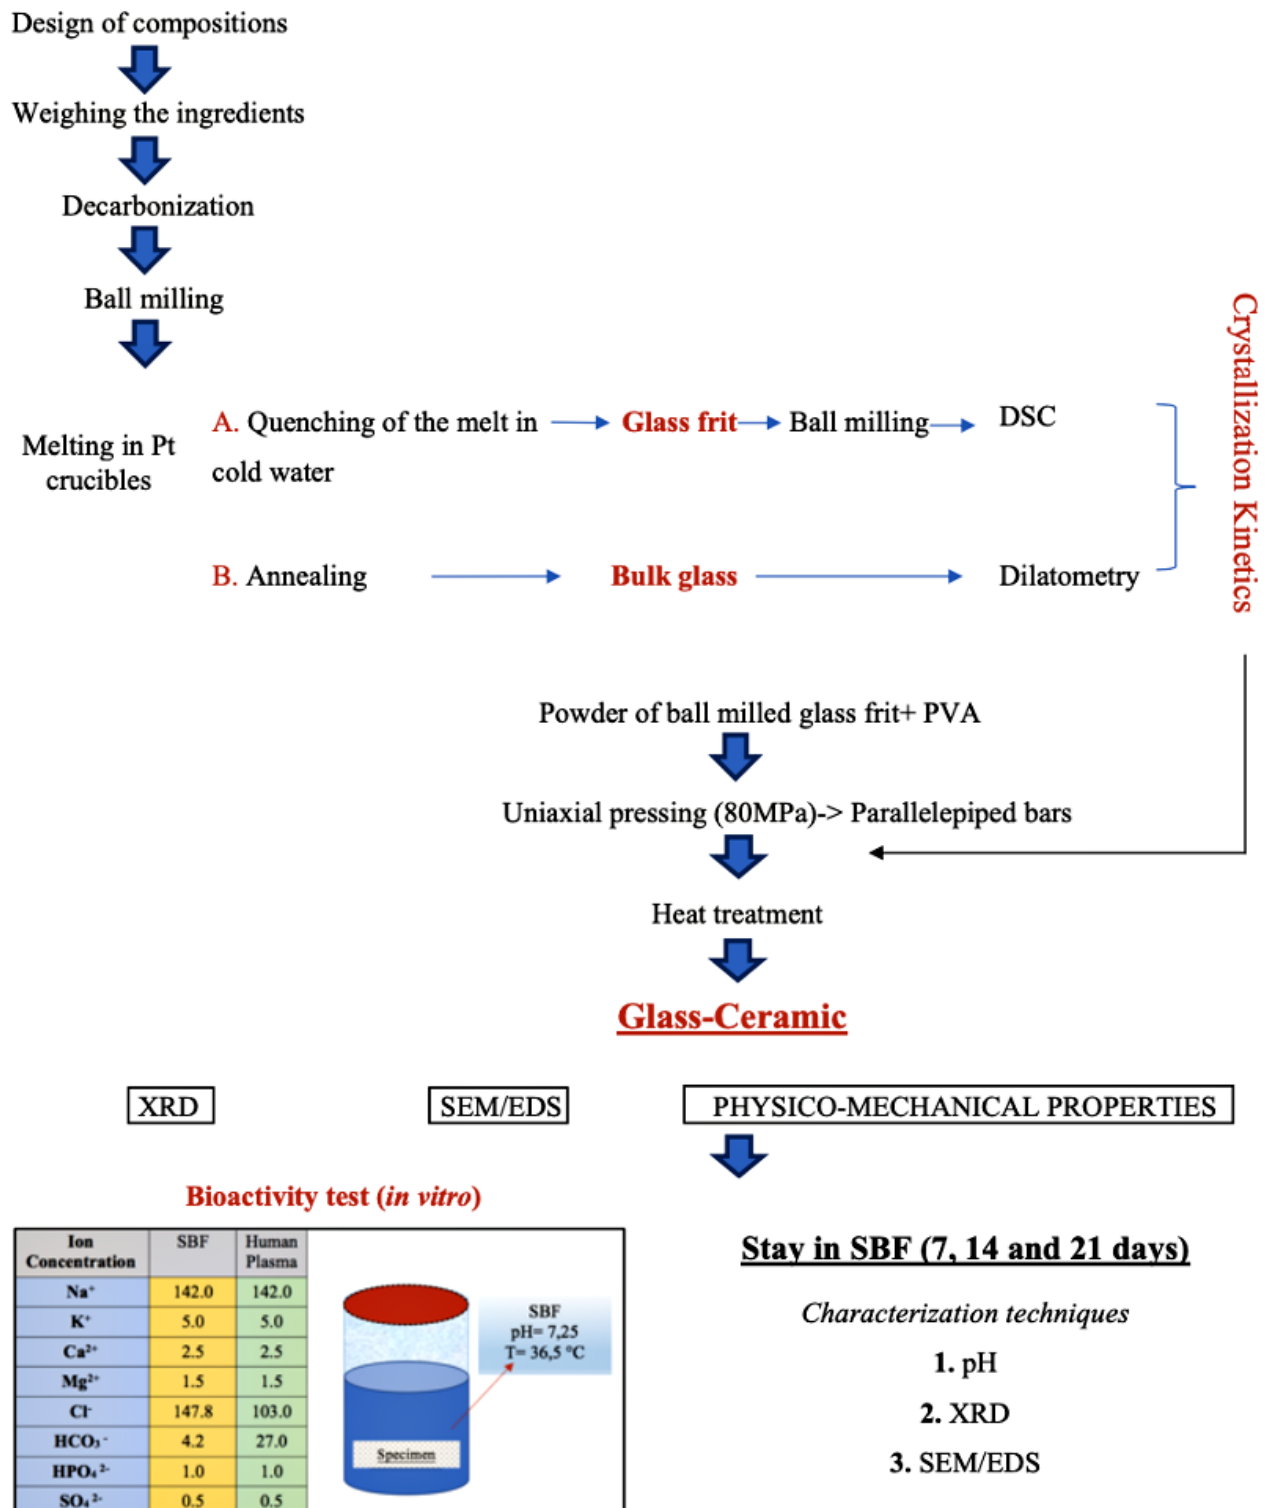 Design of compositions
Weighing the ingredients
Decarbonization
Ball milling
Melting in Pt
crucibles
A. Quenching of the melt in
cold water
Glass frit
Ball milling
DSC
B. Annealing
Bulk glass
Dilatometry
Crystallization Kinetics
Powder of ball milled glass frit+ PVA
Uniaxial pressing (80MPa)-> Parallelepiped bars
Heat treatment
Glass-Ceramic
XRD
SEM/EDS
PHYSICO-MECHANICAL PROPERTIES
Bioactivity test (in vitro)
Ion
Concentration
SBF
Human
Plasma
Na⁺ 142.0 142.0
K⁺ 5.0 5.0
Ca²⁺ 2.5 2.5
Mg²⁺ 1.5 1.5
Cl⁻ 147.8 103.0
HCO₃⁻ 4.2 27.0
HPO₄²⁻ 1.0 1.0
SO₄²⁻ 0.5 0.5
SBF
pH= 7,25
T= 36,5 °C
Specimen
Stay in SBF (7, 14 and 21 days)
Characterization techniques
1. pH
2. XRD
3. SEM/EDS